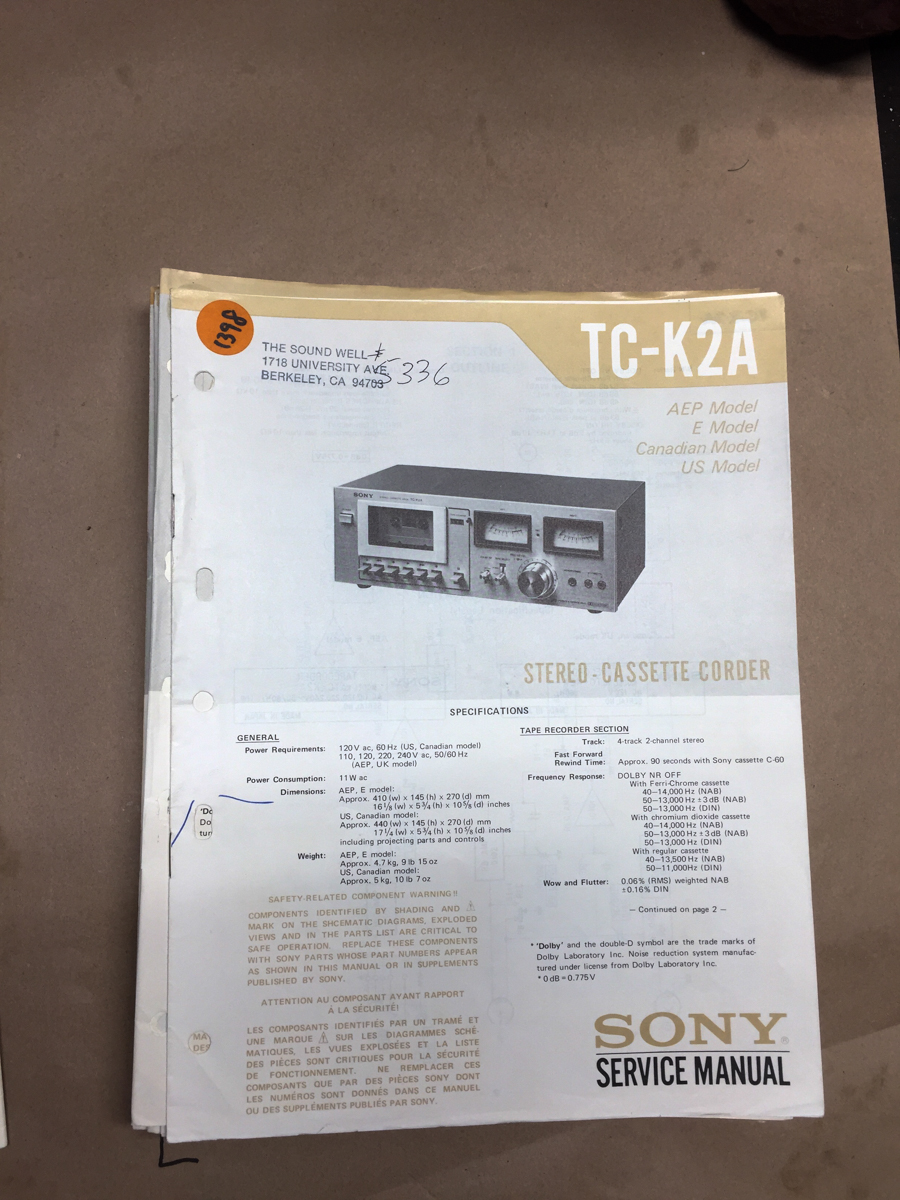 1398
THE SOUND WELL #
1718 UNIVERSITY AVE
BERKELEY, CA 94703
5336
TC-K2A
AEP Model
E Model
Canadian Model
US Model
SONY
STEREO-CASSETTE CORDER
SPECIFICATIONS
GENERAL
Power Requirements: 120 V ac, 60 Hz (US, Canadian model)
110, 120, 220, 240 V ac, 50/60 Hz
(AEP, UK model)
Power Consumption: 11 W ac
Dimensions: AEP, E model:
Approx. 410 (w) x 145 (h) x 270 (d) mm
16 1/8 (w) x 5 3/4 (h) x 10 5/8 (d) inches
US, Canadian model:
Approx. 440 (w) x 145 (h) x 270 (d) mm
17 1/4 (w) x 5 3/4 (h) x 10 5/8 (d) inches
including projecting parts and controls
Weight: AEP, E model:
Approx. 4.7 kg, 9 lb 15 oz
US, Canadian model:
Approx. 5 kg, 10 lb 7 oz
SAFETY-RELATED COMPONENT WARNING!!
COMPONENTS IDENTIFIED BY SHADING AND ⚠
MARK ON THE SHCEMATIC DIAGRAMS, EXPLODED
VIEWS AND IN THE PARTS LIST ARE CRITICAL TO
SAFE OPERATION. REPLACE THESE COMPONENTS
WITH SONY PARTS WHOSE PART NUMBERS APPEAR
AS SHOWN IN THIS MANUAL OR IN SUPPLEMENTS
PUBLISHED BY SONY.
ATTENTION AU COMPOSANT AYANT RAPPORT
À LA SÉCURITÉ!
LES COMPOSANTS IDENTIFIÉS PAR UN TRAMÉ ET
UNE MARQUE ⚠ SUR LES DIAGRAMMES SCHÉ-
MATIQUES, LES VUES EXPLOSÉES ET LA LISTE
DES PIÈCES SONT CRITIQUES POUR LA SÉCURITÉ
DE FONCTIONNEMENT. NE REMPLACER CES
COMPOSANTS QUE PAR DES PIÈCES SONY DONT
LES NUMÉROS SONT DONNÉS DANS CE MANUEL
OU DES SUPPLÉMENTS PUBLIÉS PAR SONY.
TAPE RECORDER SECTION
Track: 4-track 2-channel stereo
Fast Forward
Rewind Time: Approx. 90 seconds with Sony cassette C-60
Frequency Response: DOLBY NR OFF
With Ferri-Chrome cassette
40–14,000 Hz (NAB)
50–13,000 Hz ±3 dB (NAB)
50–13,000 Hz (DIN)
With chromium dioxide cassette
40–14,000 Hz (NAB)
50–13,000 Hz ±3 dB (NAB)
50–13,000 Hz (DIN)
With regular cassette
40–13,500 Hz (NAB)
50–11,000 Hz (DIN)
Wow and Flutter: 0.06% (RMS) weighted NAB
±0.16% DIN
— Continued on page 2 —
* 'Dolby' and the double-D symbol are the trade marks of
Dolby Laboratory Inc. Noise reduction system manufac-
tured under license from Dolby Laboratory Inc.
* 0 dB = 0.775 V
'Do
Do
tur
MA
DE
SONY®
SERVICE MANUAL